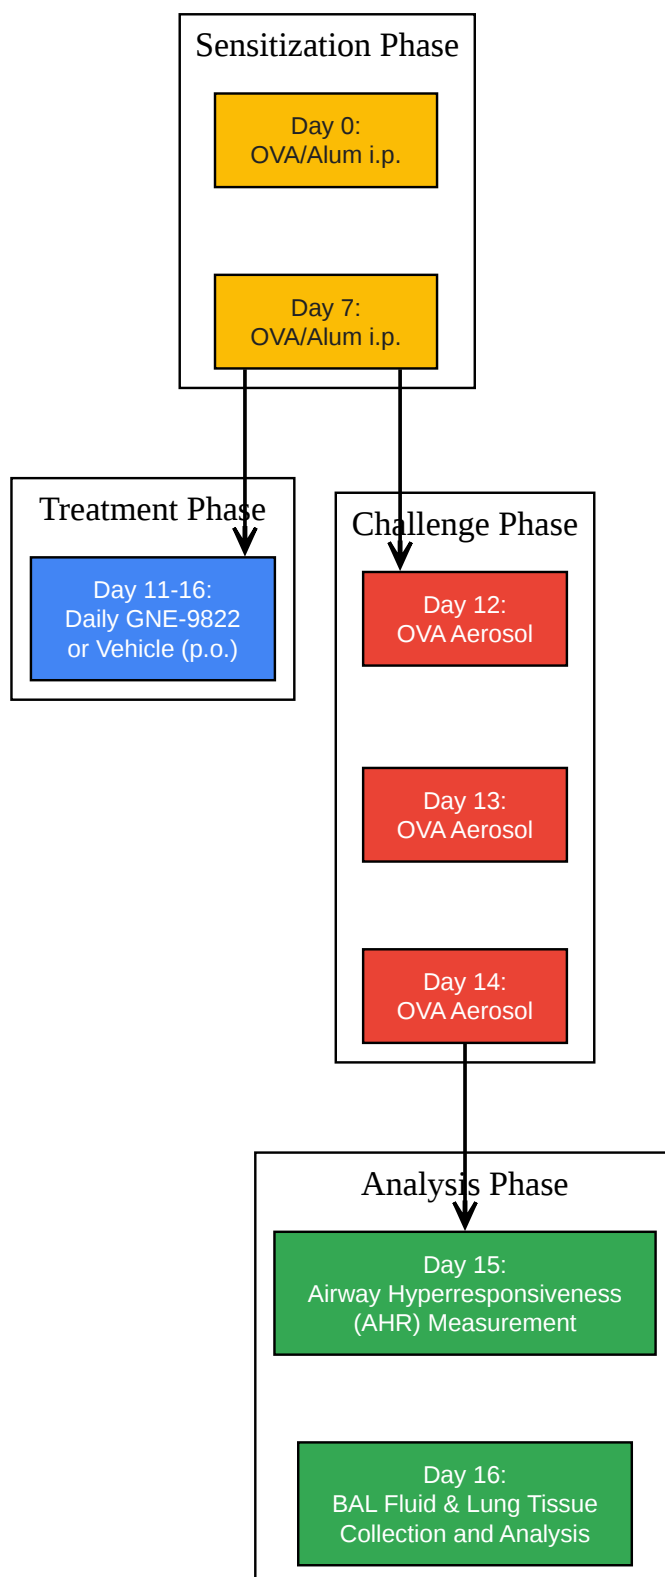 Sensitization Phase
Day 0:
OVA/Alum i.p.
Day 7:
OVA/Alum i.p.
Treatment Phase
Day 11-16:
Daily GNE-9822
or Vehicle (p.o.)
Challenge Phase
Day 12:
OVA Aerosol
Day 13:
OVA Aerosol
Day 14:
OVA Aerosol
Analysis Phase
Day 15:
Airway Hyperresponsiveness
(AHR) Measurement
Day 16:
BAL Fluid & Lung Tissue
Collection and Analysis